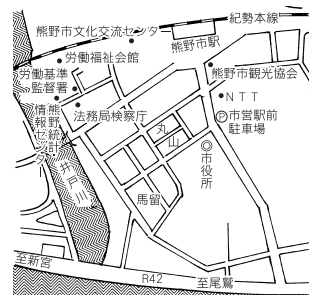 紀勢本線
熊野市文化交流センタ
熊野市駅
労働福祉会館
熊野市観光協会
労働基準
監督署
NTT
法務局検察庁
Ⓟ市営駅前
駐車場
熊野統計
情報センター
丸山
◎市役所
井戸川
馬留
至新宮
R42
至尾鷲